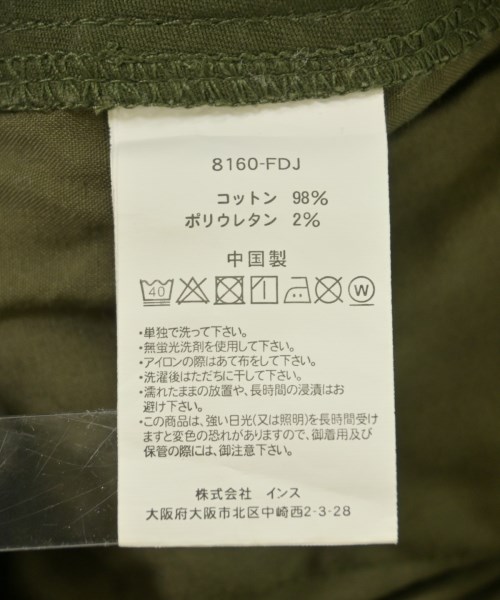 8160-FDJ
コットン 98%
ポリウレタン 2%
中国製
40 W
・単独で洗って下さい。
・無蛍光洗剤を使用して下さい。
・アイロンの際はあて布をして下さい。
・洗濯後はただちに干して下さい。
・濡れたままの放置や、長時間の浸漬はお
避け下さい。
・この商品は、強い日光(又は照明)を長時間受け
ますと変色の恐れがありますので、御着用及び
保管の際には、御注意下さい。
株式会社 インス
大阪府大阪市北区中崎西2-3-28